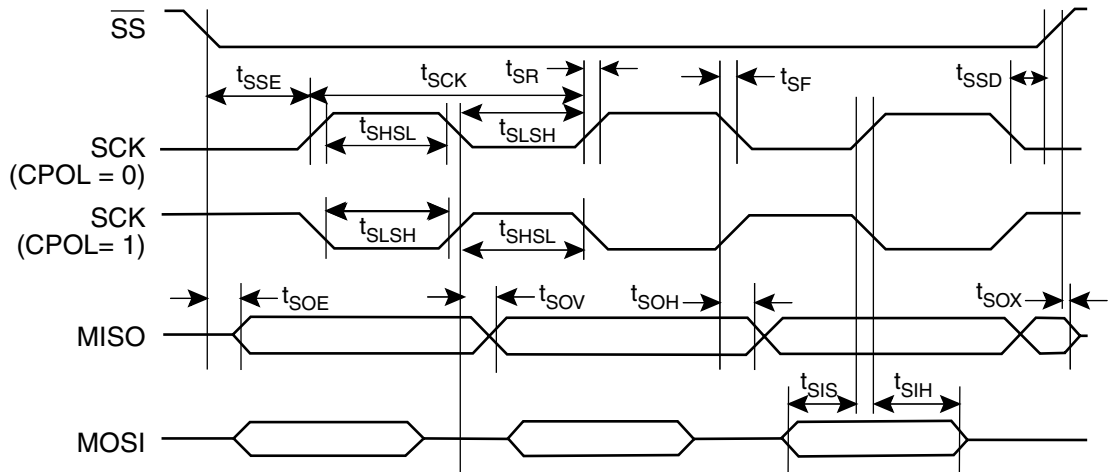 SS
tSSE
tSCK
tSR
tSF
tSSD
tSHSL
tSLSH
SCK
(CPOL = 0)
SCK
(CPOL= 1)
tSLSH
tSHSL
tSOE
tSOV
tSOH
tSOX
MISO
tSIS
tSIH
MOSI